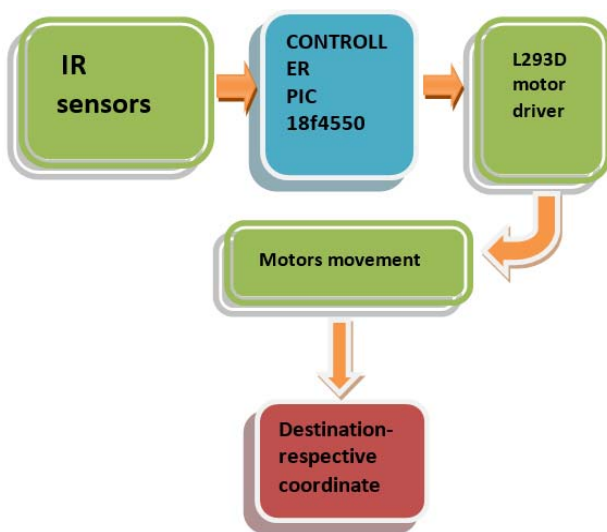 IR
sensors
CONTROLL
ER
PIC
18f4550
L293D
motor
driver
Motors movement
Destination-
respective
coordinate